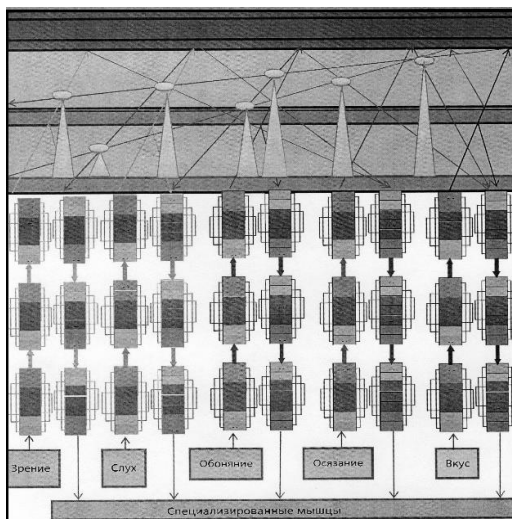 Зрение
Слух
Обоняние
Осязание
Вкус
Специализированные мышцы